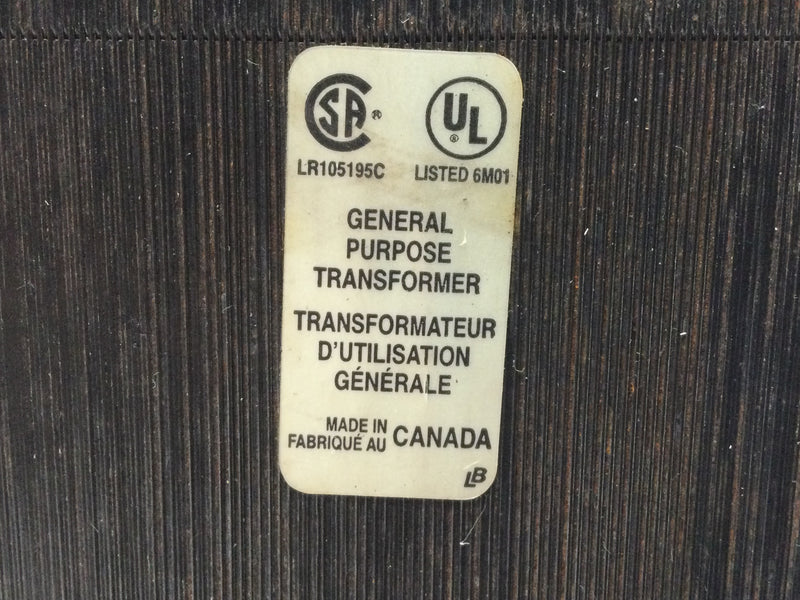 CSA® UL®
LR105195C LISTED 6M01
GENERAL
PURPOSE
TRANSFORMER
TRANSFORMATEUR
D'UTILISATION
GÉNÉRALE
MADE IN
FABRIQUÉ AU CANADA
LB